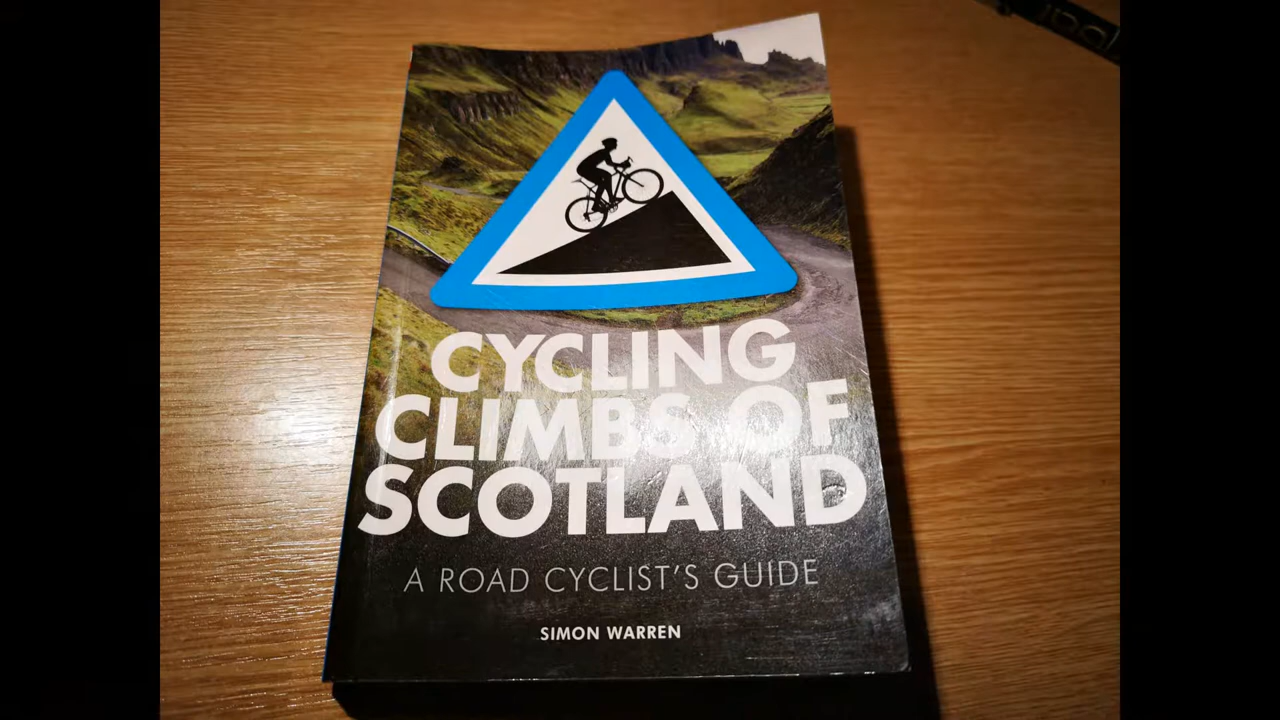 CYCLING
CLIMBS OF
SCOTLAND
A ROAD CYCLIST'S GUIDE
SIMON WARREN